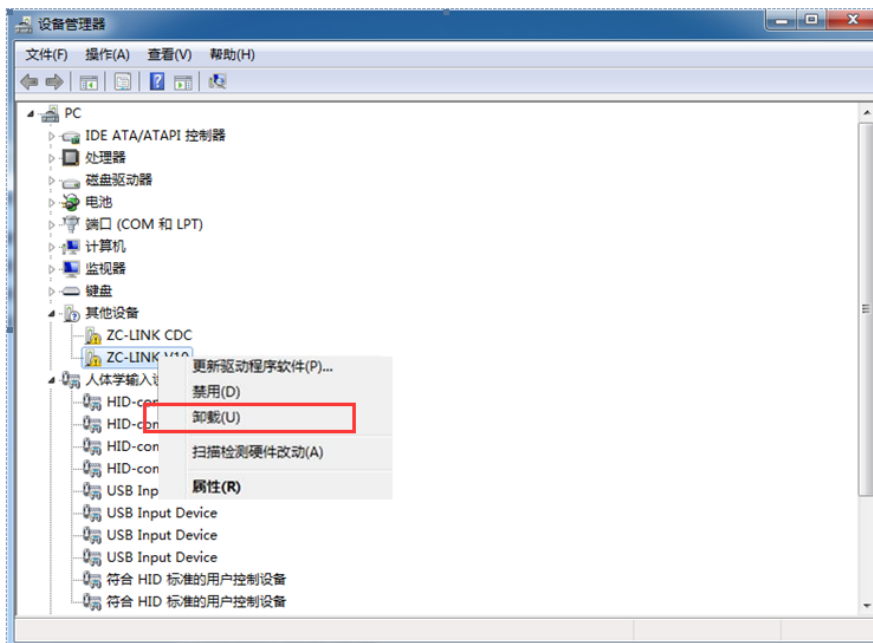 设备管理器
文件(F) 操作(A) 查看(V) 帮助(H)
PC
IDE ATA/ATAPI 控制器
处理器
磁盘驱动器
电池
端口 (COM 和 LPT)
计算机
监视器
键盘
其他设备
ZC-LINK CDC
ZC-LINK V10
更新驱动程序软件(P)...
人体学输入
禁用(D)
HID-com
卸载(U)
HID-com
HID-com
扫描检测硬件改动(A)
HID-com
USB Inp
属性(R)
USB Input Device
USB Input Device
USB Input Device
符合 HID 标准的用户控制设备
符合 HID 标准的用户控制设备